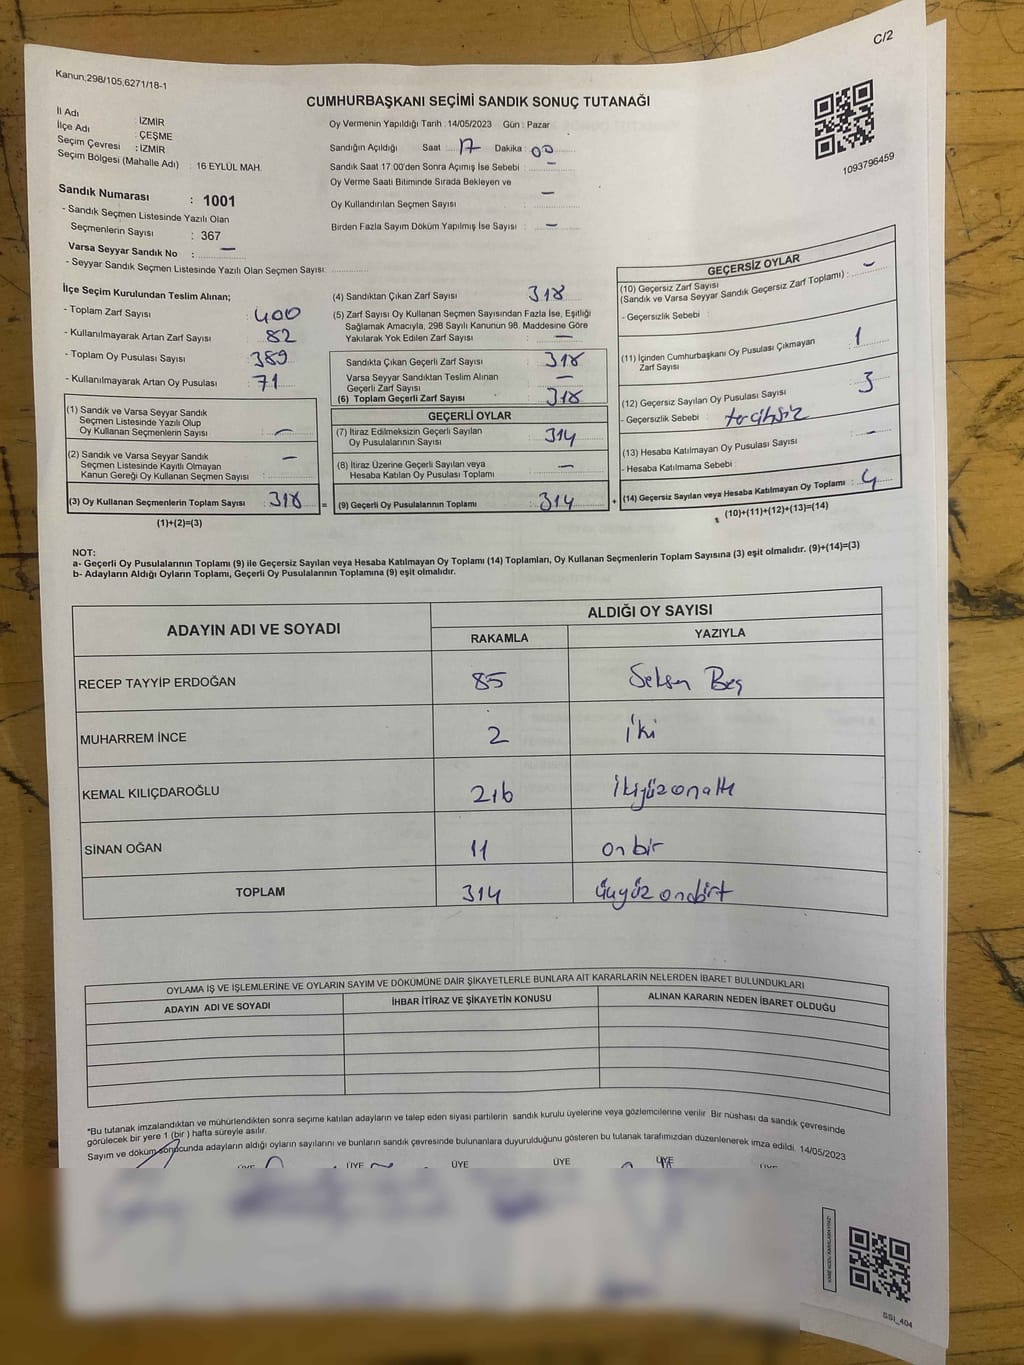 C/2
Kanun;298/105,6271/18-1
CUMHURBAŞKANI SEÇİMİ SANDIK SONUÇ TUTANAĞI
1093796459
İl Adı : İZMİR
İlçe Adı : ÇEŞME
Seçim Çevresi : İZMİR
Seçim Bölgesi (Mahalle Adı) : 16 EYLÜL MAH.
Sandık Numarası : 1001
- Sandık Seçmen Listesinde Yazılı Olan
Seçmenlerin Sayısı : 367
Varsa Seyyar Sandık No : —
- Seyyar Sandık Seçmen Listesinde Yazılı Olan Seçmen Sayısı:
Oy Vermenin Yapıldığı Tarih :14/05/2023 Gün : Pazar
Sandığın Açıldığı Saat 17 Dakika : 00
Sandık Saat 17:00'den Sonra Açımış İse Sebebi : —
Oy Verme Saati Bitiminde Sırada Bekleyen ve —
Oy Kullandırılan Seçmen Sayısı :
Birden Fazla Sayım Döküm Yapılmış İse Sayısı : —
İlçe Seçim Kurulundan Teslim Alınan;
- Toplam Zarf Sayısı : 400
- Kullanılmayarak Artan Zarf Sayısı : 82
- Toplam Oy Pusulası Sayısı : 389
- Kullanılmayarak Artan Oy Pusulası : 71
(1) Sandık ve Varsa Seyyar Sandık
Seçmen Listesinde Yazılı Olup
Oy Kullanan Seçmenlerin Sayısı : —
(2) Sandık ve Varsa Seyyar Sandık —
Seçmen Listesinde Kayıtlı Olmayan
Kanun Gereği Oy Kullanan Seçmen Sayısı :
(3) Oy Kullanan Seçmenlerin Toplam Sayısı : 318 =
(1)+(2)=(3)
(4) Sandıktan Çıkan Zarf Sayısı 318
(5) Zarf Sayısı Oy Kullanan Seçmen Sayısından Fazla İse, Eşitliği
Sağlamak Amacıyla, 298 Sayılı Kanunun 98. Maddesine Göre
Yakılarak Yok Edilen Zarf Sayısı : —
Sandıkta Çıkan Geçerli Zarf Sayısı : 318
Varsa Seyyar Sandıktan Teslim Alınan —
Geçerli Zarf Sayısı
(6) Toplam Geçerli Zarf Sayısı : 318
GEÇERLİ OYLAR
(7) İtiraz Edilmeksizin Geçerli Sayılan
Oy Pusulalarının Sayısı : 314
(8) İtiraz Üzerine Geçerli Sayılan veya —
Hesaba Katılan Oy Pusulası Toplamı :
(9) Geçerli Oy Pusulalarının Toplamı : 314 +
GEÇERSİZ OYLAR
(10) Geçersiz Zarf Sayısı —
(Sandık ve Varsa Seyyar Sandık Geçersiz Zarf Toplamı) :
- Geçersizlik Sebebi :
(11) İçinden Cumhurbaşkanı Oy Pusulası Çıkmayan 1
Zarf Sayısı
(12) Geçersiz Sayılan Oy Pusulası Sayısı 3
- Geçersizlik Sebebi : tercihsiz
(13) Hesaba Katılmayan Oy Pusulası Sayısı —
- Hesaba Katılmama Sebebi :
(14) Geçersiz Sayılan veya Hesaba Katılmayan Oy Toplamı : 4
(10)+(11)+(12)+(13)=(14)
NOT:
a- Geçerli Oy Pusulalarının Toplamı (9) ile Geçersiz Sayılan veya Hesaba Katılmayan Oy Toplamı (14) Toplamları, Oy Kullanan Seçmenlerin Toplam Sayısına (3) eşit olmalıdır. (9)+(14)=(3)
b- Adayların Aldığı Oyların Toplamı, Geçerli Oy Pusulalarının Toplamına (9) eşit olmalıdır.
ADAYIN ADI VE SOYADI
ALDIĞI OY SAYISI
RAKAMLA YAZIYLA
RECEP TAYYİP ERDOĞAN 85 Seksen Beş
MUHARREM İNCE 2 İki
KEMAL KILIÇDAROĞLU 216 İkiyüzonaltı
SİNAN OĞAN 11 onbir
TOPLAM 314 üçyüz ondört
OYLAMA İŞ VE İŞLEMLERİNE VE OYLARIN SAYIM VE DÖKÜMÜNE DAİR ŞİKAYETLERLE BUNLARA AİT KARARLARIN NELERDEN İBARET BULUNDUKLARI
ADAYIN ADI VE SOYADI İHBAR İTİRAZ VE ŞİKAYETİN KONUSU ALINAN KARARIN NEDEN İBARET OLDUĞU
*Bu tutanak imzalandıktan ve mühürlendikten sonra seçime katılan adayların ve talep eden siyasi partilerin sandık kurulu üyelerine veya gözlemcilerine verilir Bir nüshası da sandık çevresinde
görülecek bir yere 1 (bir ) hafta süreyle asılır.
Sayım ve döküm sonucunda adayların aldığı oyların sayılarını ve bunların sandık çevresinde bulunanlara duyurulduğunu gösteren bu tutanak tarafımızdan düzenlenerek imza edildi. 14/05/2023
ÜYE ÜYE ÜYE ÜYE ÜYE ÜYE
SSİ_404